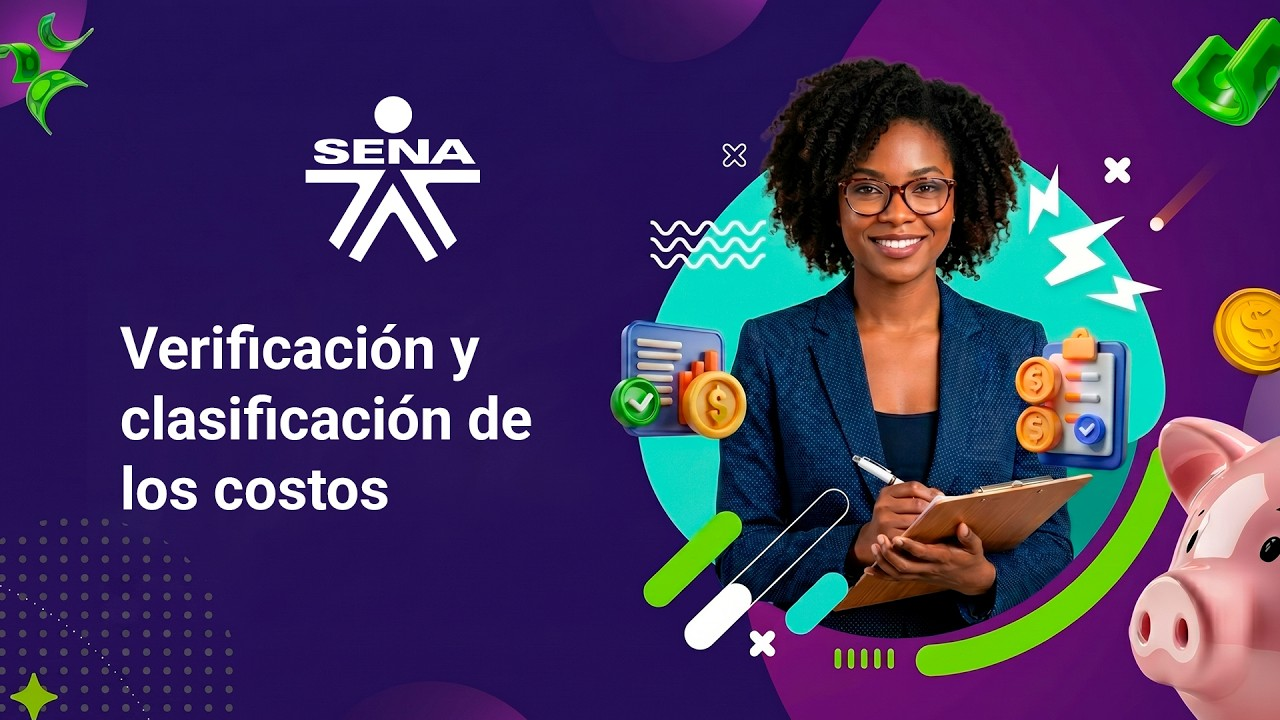 SENA
Verificación y
clasificación de
los costos